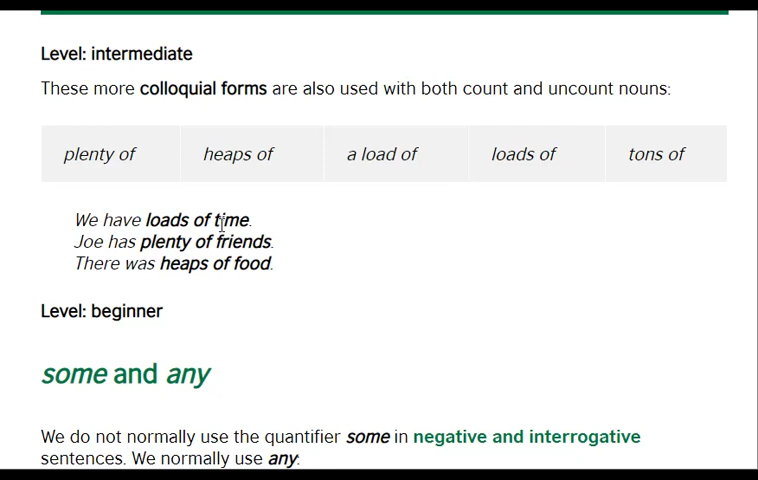 Level: intermediate
These more colloquial forms are also used with both count and uncount nouns:
plenty of heaps of a load of loads of tons of
We have loads of time.
Joe has plenty of friends.
There was heaps of food.
Level: beginner
some and any
We do not normally use the quantifier some in negative and interrogative
sentences. We normally use any: